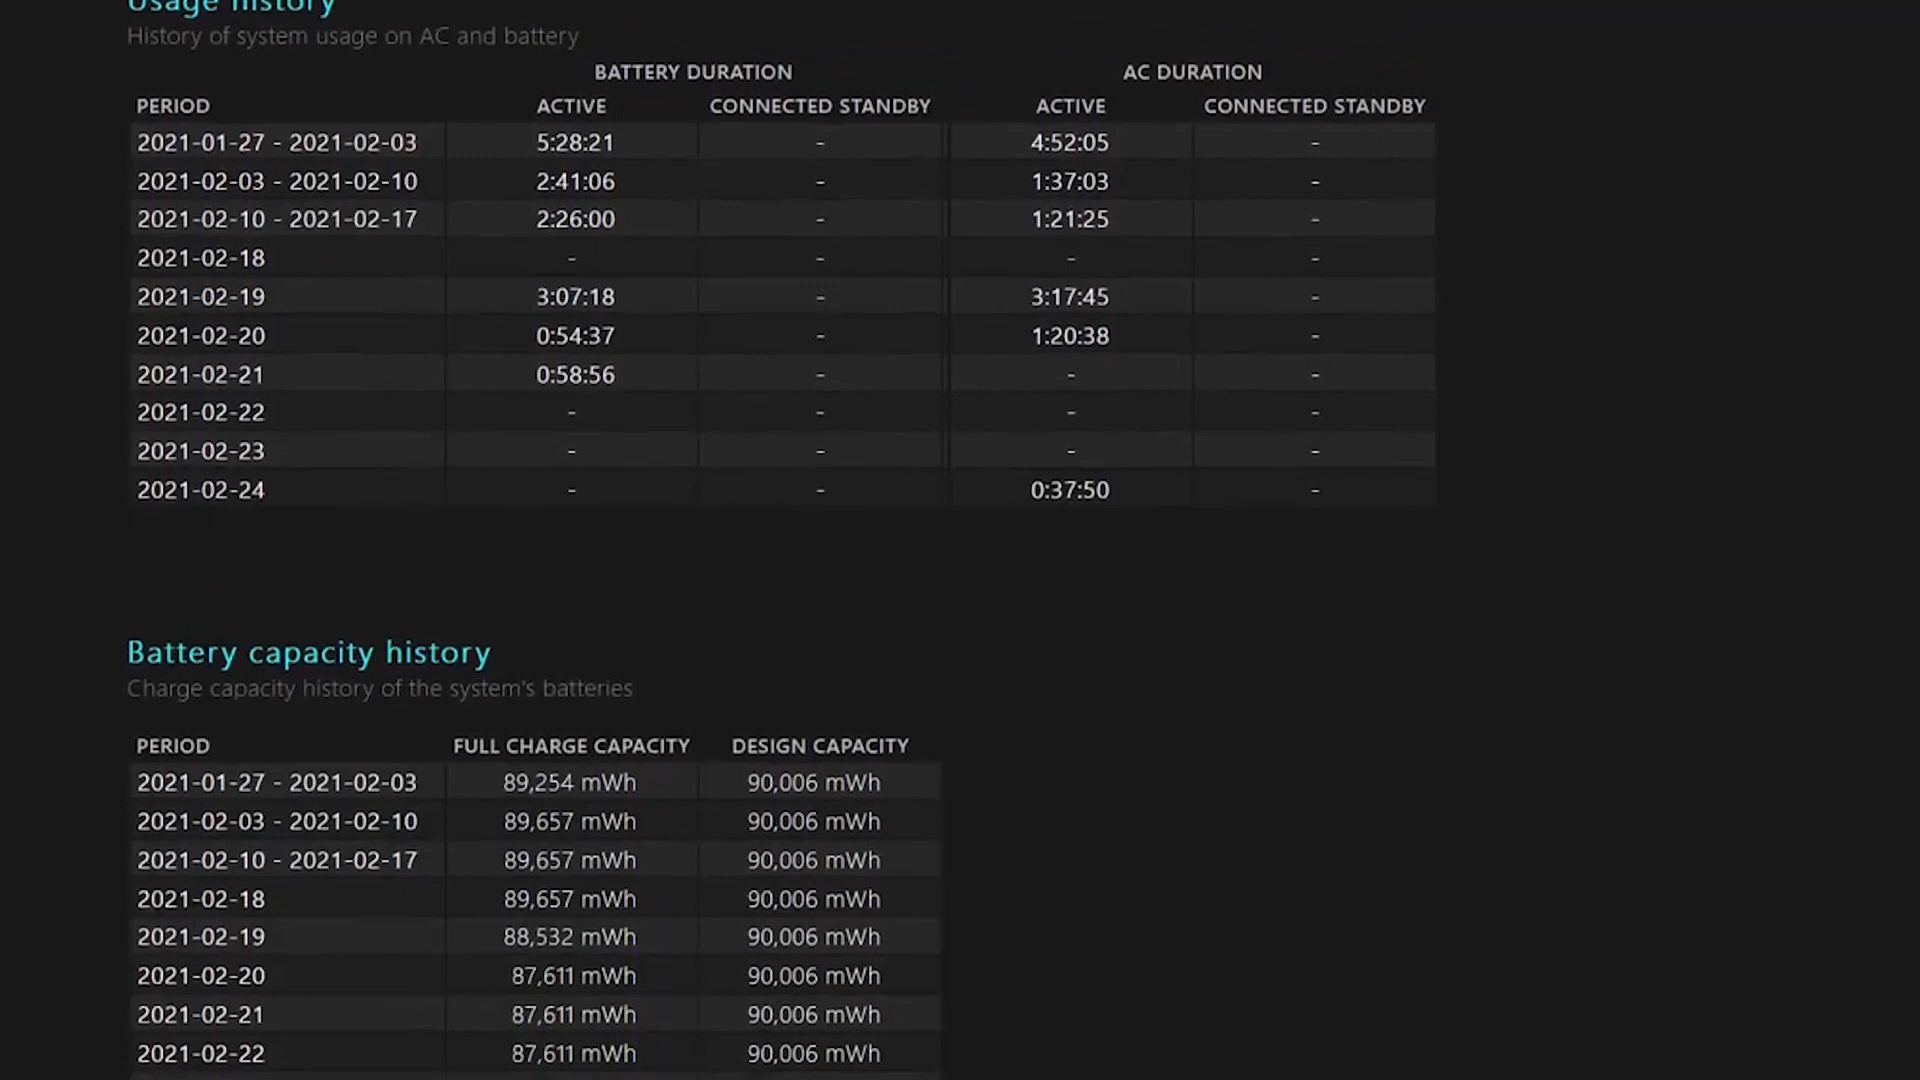 Usage history
History of system usage on AC and battery
BATTERY DURATION AC DURATION
PERIOD ACTIVE CONNECTED STANDBY ACTIVE CONNECTED STANDBY
2021-01-27 - 2021-02-03 5:28:21 - 4:52:05 -
2021-02-03 - 2021-02-10 2:41:06 - 1:37:03 -
2021-02-10 - 2021-02-17 2:26:00 - 1:21:25 -
2021-02-18 - - - -
2021-02-19 3:07:18 - 3:17:45 -
2021-02-20 0:54:37 - 1:20:38 -
2021-02-21 0:58:56 - - -
2021-02-22 - - - -
2021-02-23 - - - -
2021-02-24 - - 0:37:50 -
Battery capacity history
Charge capacity history of the system's batteries
PERIOD FULL CHARGE CAPACITY DESIGN CAPACITY
2021-01-27 - 2021-02-03 89,254 mWh 90,006 mWh
2021-02-03 - 2021-02-10 89,657 mWh 90,006 mWh
2021-02-10 - 2021-02-17 89,657 mWh 90,006 mWh
2021-02-18 89,657 mWh 90,006 mWh
2021-02-19 88,532 mWh 90,006 mWh
2021-02-20 87,611 mWh 90,006 mWh
2021-02-21 87,611 mWh 90,006 mWh
2021-02-22 87,611 mWh 90,006 mWh